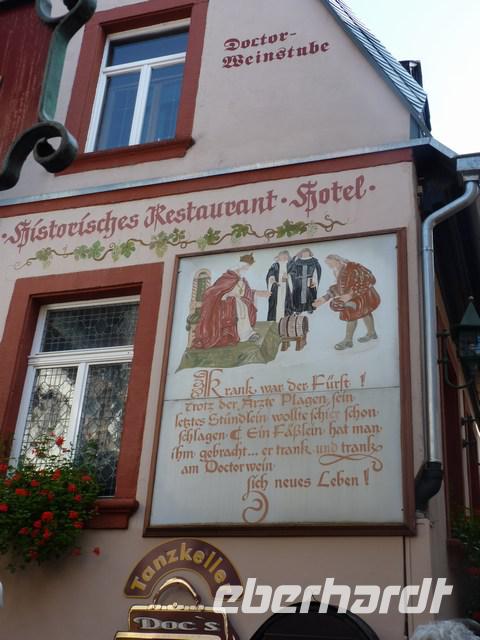 Doctor-
Weinstube
· Historisches Restaurant · Hotel ·
Krank war der Fürst!
Trotz der Ärzte Plagen, sein
letztes Stündlein wollte schier schon
schlagen. Ein Fäßlein hat man
ihm gebracht... er trank und trank
am Doctorwein
sich neues Leben!
Tanzkeller
DOC'S
eberhardt